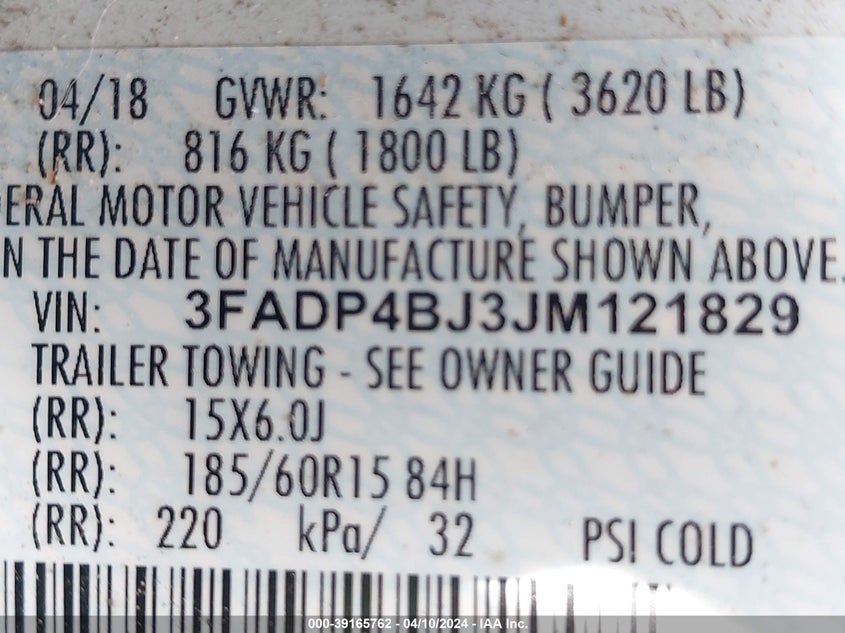 04/18 GVWR: 1642 KG ( 3620 LB)
(RR): 816 KG ( 1800 LB)
ERAL MOTOR VEHICLE SAFETY, BUMPER,
N THE DATE OF MANUFACTURE SHOWN ABOVE.
VIN: 3FADP4BJ3JM121829
TRAILER TOWING - SEE OWNER GUIDE
(RR): 15X6.0J
(RR): 185/60R15 84H
(RR): 220 kPa/ 32 PSI COLD
000-39165762 - 04/10/2024 - IAA Inc.